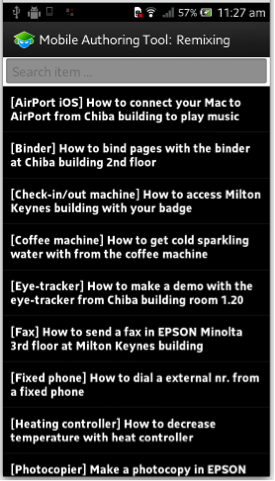 57% 11:27 am
Mobile Authoring Tool: Remixing
Search item ...
[AirPort iOS] How to connect your Mac to
AirPort from Chiba building to play music
[Binder] How to bind pages with the binder
at Chiba building 2nd floor
[Check-in/out machine] How to access Milton
Keynes building with your badge
[Coffee machine] How to get cold sparkling
water with from the coffee machine
[Eye-tracker] How to make a demo with the
eye-tracker from Chiba building room 1.20
[Fax] How to send a fax in EPSON Minolta
3rd floor at Milton Keynes building
[Fixed phone] How to dial a external nr. from
a fixed phone
[Heating controller] How to decrease
temperature with heat controller
[Photocopier] Make a photocopy in EPSON